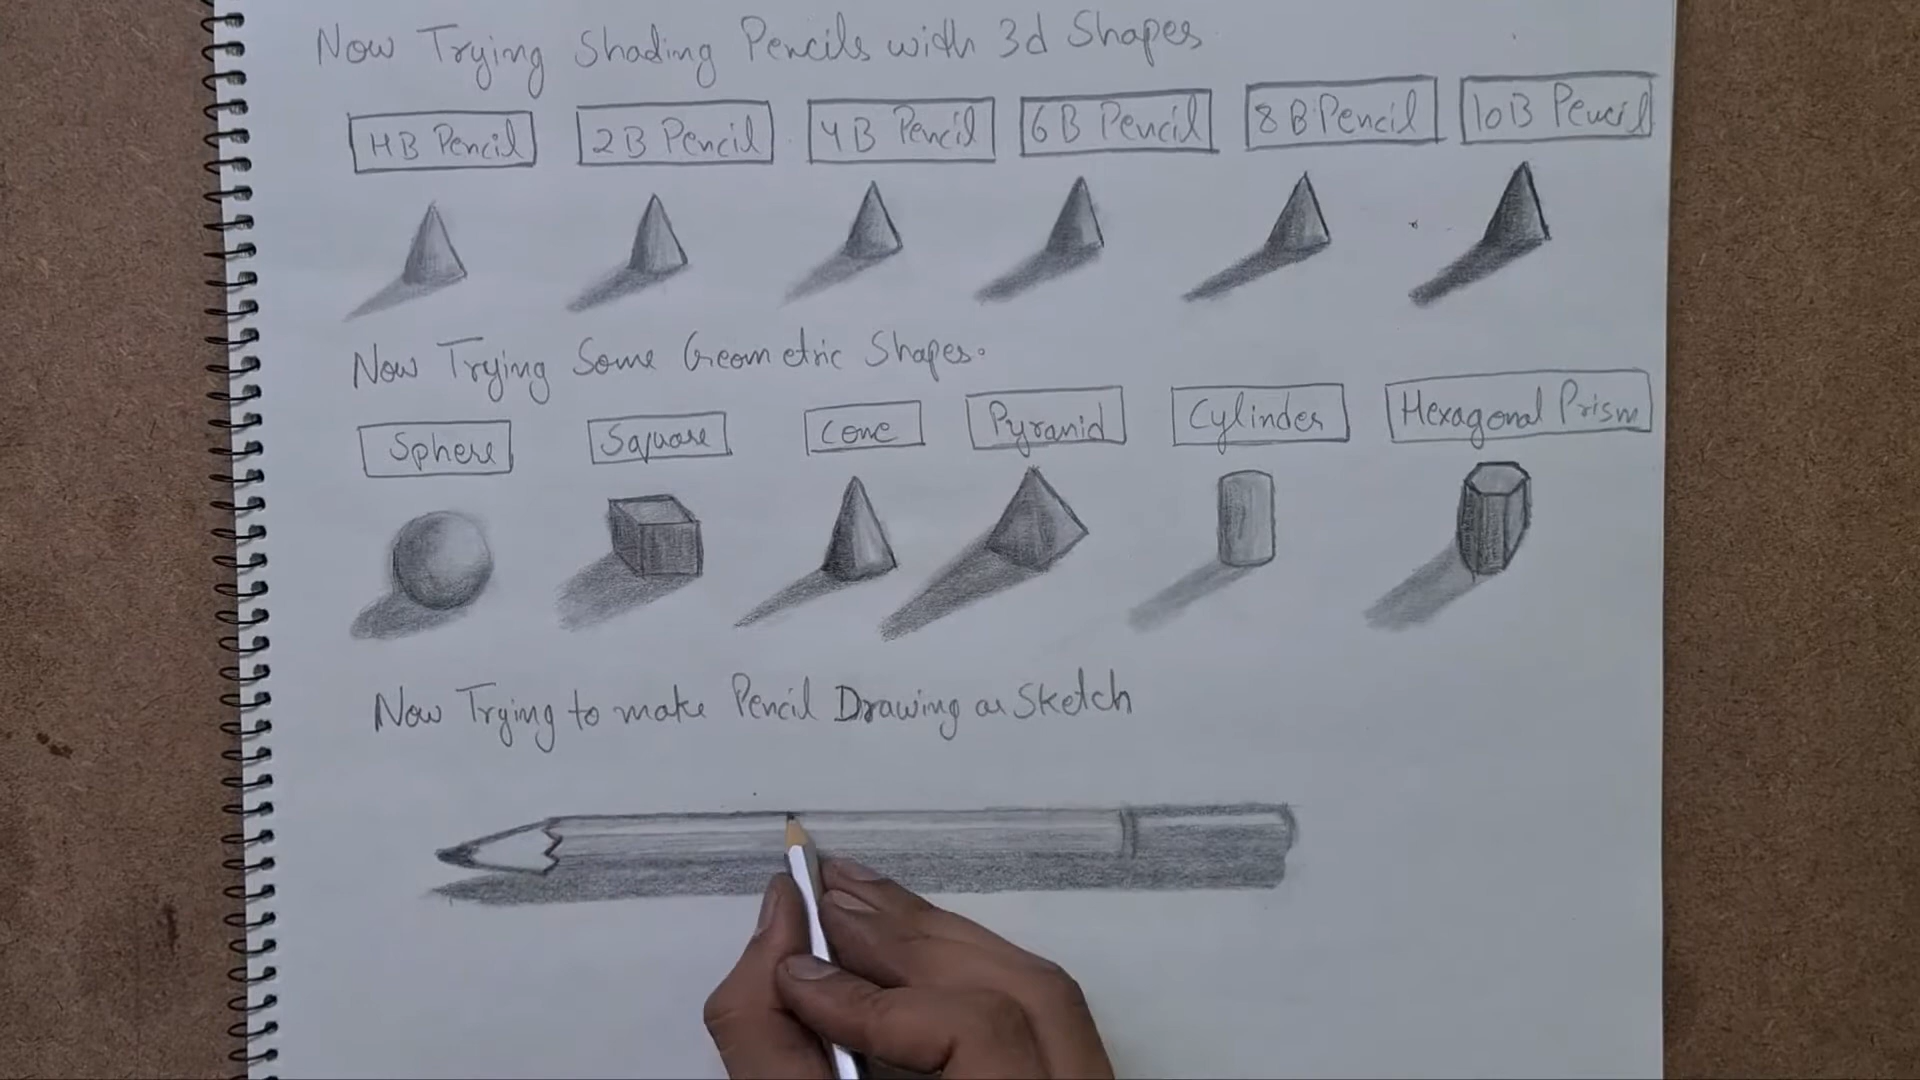 Now Trying Shading Pencils with 3d Shapes
HB Pencil 2B Pencil 4B Pencil 6B Pencil 8B Pencil 10B Pencil
Now Trying Some Geometric Shapes.
Sphere Square Cone Pyramid Cylinder Hexagonal Prism
Now Trying to make Pencil Drawing as Sketch